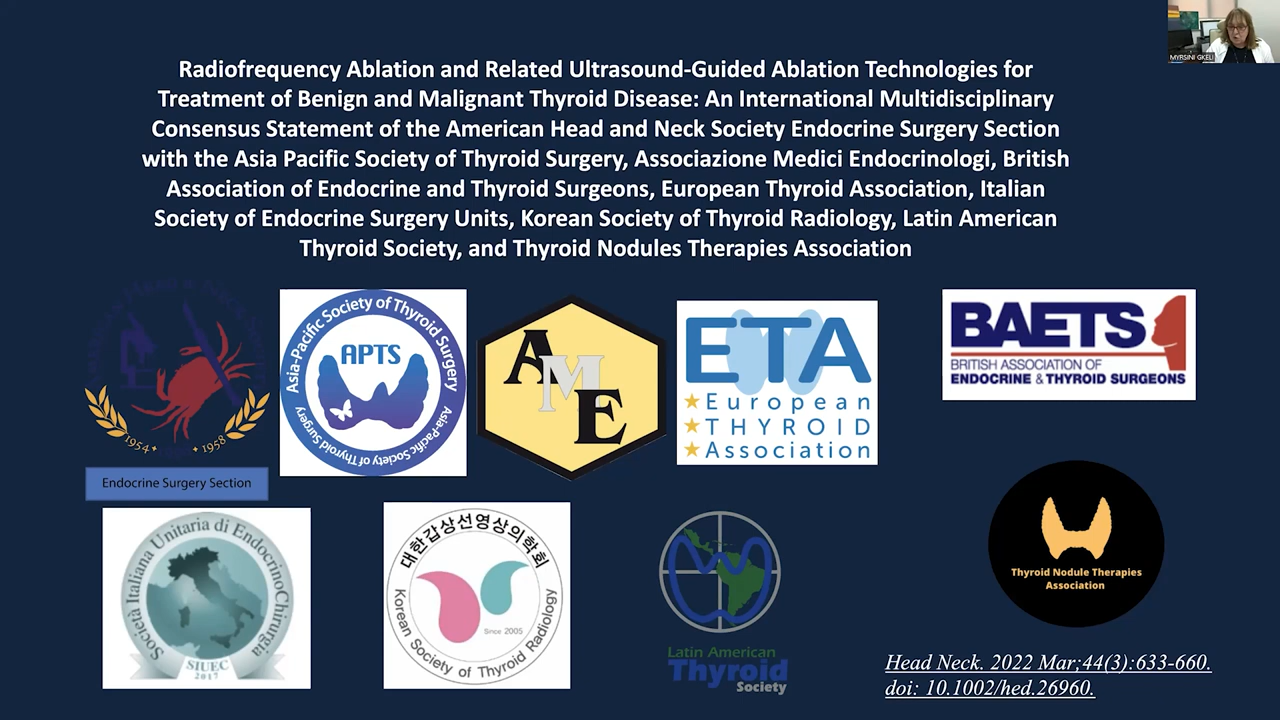 MYRSINI GKELI
Radiofrequency Ablation and Related Ultrasound-Guided Ablation Technologies for
Treatment of Benign and Malignant Thyroid Disease: An International Multidisciplinary
Consensus Statement of the American Head and Neck Society Endocrine Surgery Section
with the Asia Pacific Society of Thyroid Surgery, Associazione Medici Endocrinologi, British
Association of Endocrine and Thyroid Surgeons, European Thyroid Association, Italian
Society of Endocrine Surgery Units, Korean Society of Thyroid Radiology, Latin American
Thyroid Society, and Thyroid Nodules Therapies Association
1954 1958
Endocrine Surgery Section
Asia-Pacific Society of Thyroid Surgery
APTS
Asia-Pacific Society of Thyroid Surgery
AME
ETA
European
THYROID
Association
BAETS
BRITISH ASSOCIATION OF
ENDOCRINE & THYROID SURGEONS
Società Italiana Unitaria di EndocrinoChirurgia
SIUEC
2017
대한갑상선영상의학회
Since 2005
Korean Society of Thyroid Radiology
Latin American
Thyroid
Society
Thyroid Nodule Therapies
Association
Head Neck. 2022 Mar;44(3):633-660.
doi: 10.1002/hed.26960.